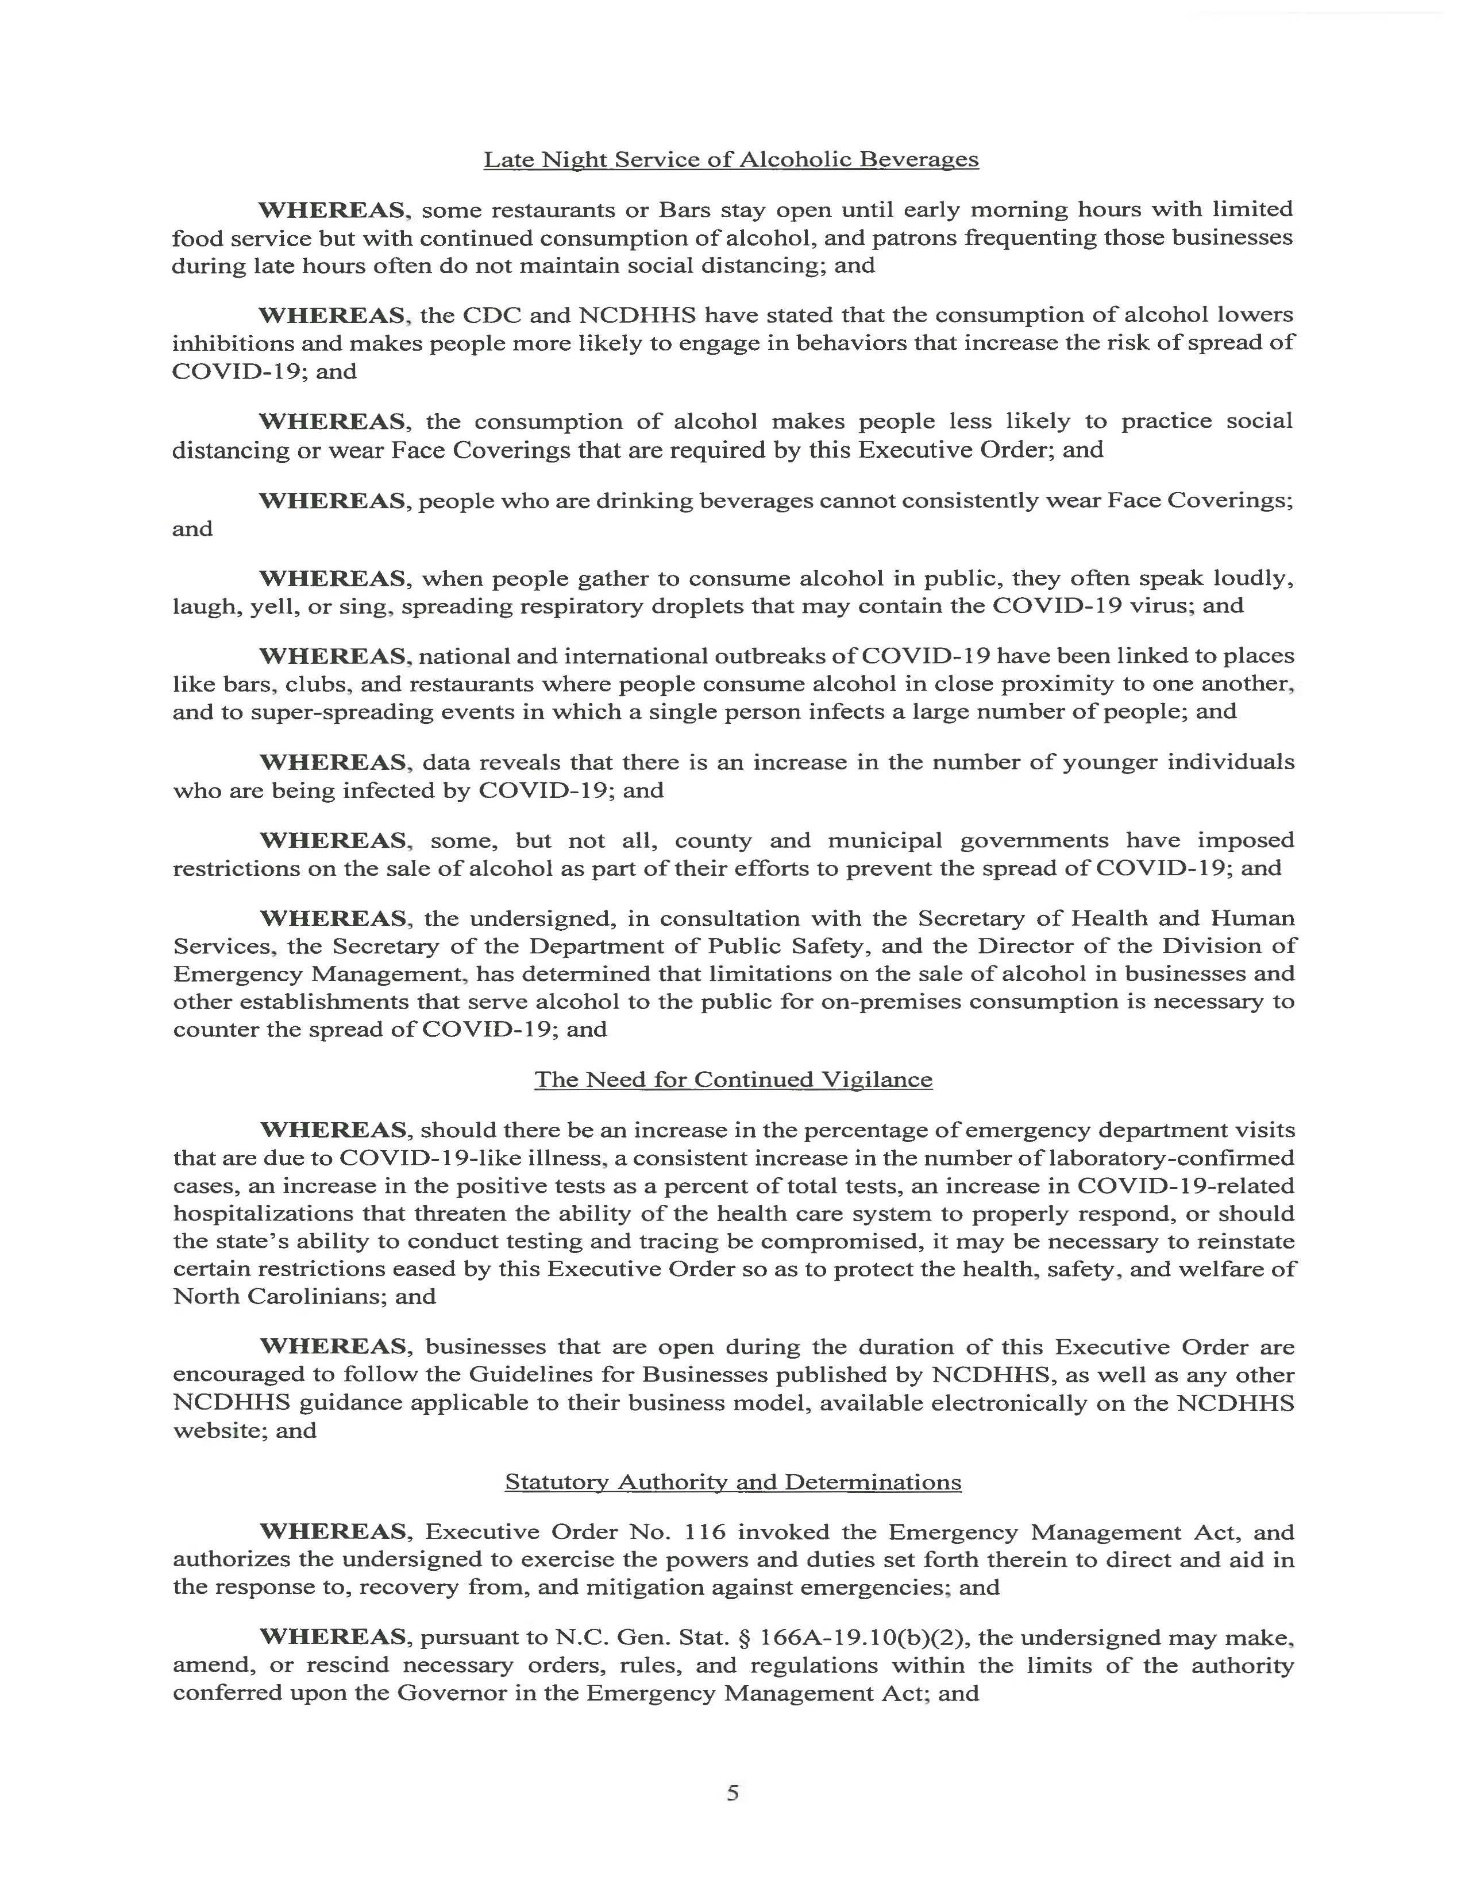 Late Night Service of Alcoholic Beverages
WHEREAS, some restaurants or Bars stay open until early morning hours with limited
food service but with continued consumption of alcohol, and patrons frequenting those businesses
during late hours often do not maintain social distancing; and
WHEREAS, the CDC and NCDHHS have stated that the consumption of alcohol lowers
inhibitions and makes people more likely to engage in behaviors that increase the risk of spread of
COVID-19; and
WHEREAS, the consumption of alcohol makes people less likely to practice social
distancing or wear Face Coverings that are required by this Executive Order; and
WHEREAS, people who are drinking beverages cannot consistently wear Face Coverings;
and
WHEREAS, when people gather to consume alcohol in public, they often speak loudly,
laugh, yell, or sing, spreading respiratory droplets that may contain the COVID-19 virus; and
WHEREAS, national and international outbreaks of COVID-19 have been linked to places
like bars, clubs, and restaurants where people consume alcohol in close proximity to one another,
and to super-spreading events in which a single person infects a large number of people; and
WHEREAS, data reveals that there is an increase in the number of younger individuals
who are being infected by COVID-19; and
WHEREAS, some, but not all, county and municipal governments have imposed
restrictions on the sale of alcohol as part of their efforts to prevent the spread of COVID-19; and
WHEREAS, the undersigned, in consultation with the Secretary of Health and Human
Services, the Secretary of the Department of Public Safety, and the Director of the Division of
Emergency Management, has determined that limitations on the sale of alcohol in businesses and
other establishments that serve alcohol to the public for on-premises consumption is necessary to
counter the spread of COVID-19; and
The Need for Continued Vigilance
WHEREAS, should there be an increase in the percentage of emergency department visits
that are due to COVID-19-like illness, a consistent increase in the number of laboratory-confirmed
cases, an increase in the positive tests as a percent of total tests, an increase in COVID-19-related
hospitalizations that threaten the ability of the health care system to properly respond, or should
the state's ability to conduct testing and tracing be compromised, it may be necessary to reinstate
certain restrictions eased by this Executive Order so as to protect the health, safety, and welfare of
North Carolinians; and
WHEREAS, businesses that are open during the duration of this Executive Order are
encouraged to follow the Guidelines for Businesses published by NCDHHS, as well as any other
NCDHHS guidance applicable to their business model, available electronically on the NCDHHS
website; and
Statutory Authority and Determinations
WHEREAS, Executive Order No. 116 invoked the Emergency Management Act, and
authorizes the undersigned to exercise the powers and duties set forth therein to direct and aid in
the response to, recovery from, and mitigation against emergencies; and
WHEREAS, pursuant to N.C. Gen. Stat. § 166A-19.10(b)(2), the undersigned may make,
amend, or rescind necessary orders, rules, and regulations within the limits of the authority
conferred upon the Governor in the Emergency Management Act; and
5